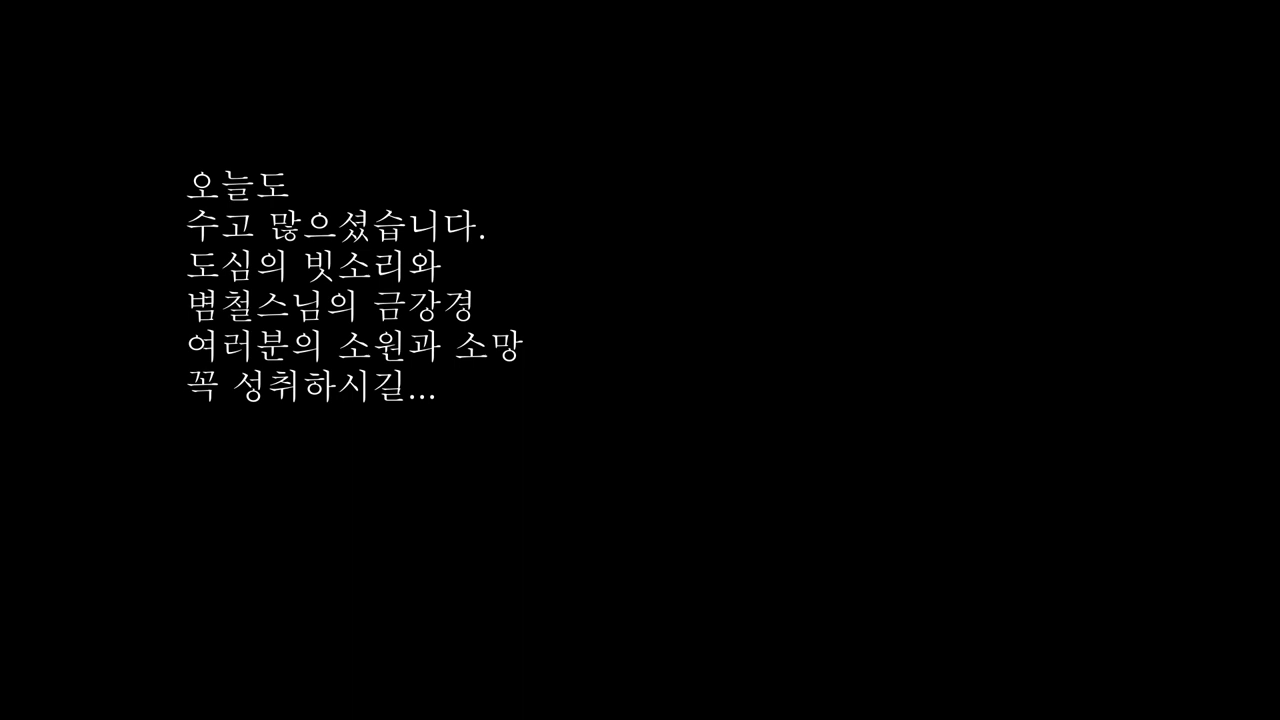 오늘도
수고 많으셨습니다.
도심의 빗소리와
범철스님의 금강경
여러분의 소원과 소망
꼭 성취하시길...